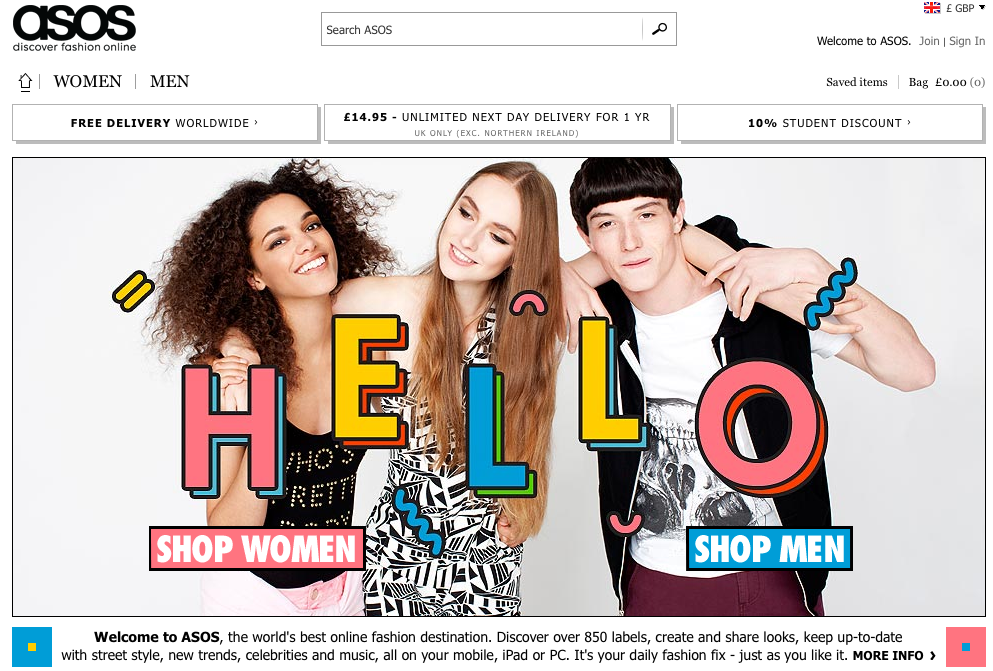 asos
discover fashion online
Search ASOS
£ GBP
Welcome to ASOS. Join | Sign In
WOMEN | MEN
Saved items | Bag £0.00 (0)
FREE DELIVERY WORLDWIDE ›
£14.95 - UNLIMITED NEXT DAY DELIVERY FOR 1 YR
UK ONLY (EXC. NORTHERN IRELAND)
10% STUDENT DISCOUNT ›
HELLO
WHO'S
PRETTY
SHOP WOMEN
SHOP MEN
Welcome to ASOS, the world's best online fashion destination. Discover over 850 labels, create and share looks, keep up-to-date
with street style, new trends, celebrities and music, all on your mobile, iPad or PC. It's your daily fashion fix - just as you like it. MORE INFO ›